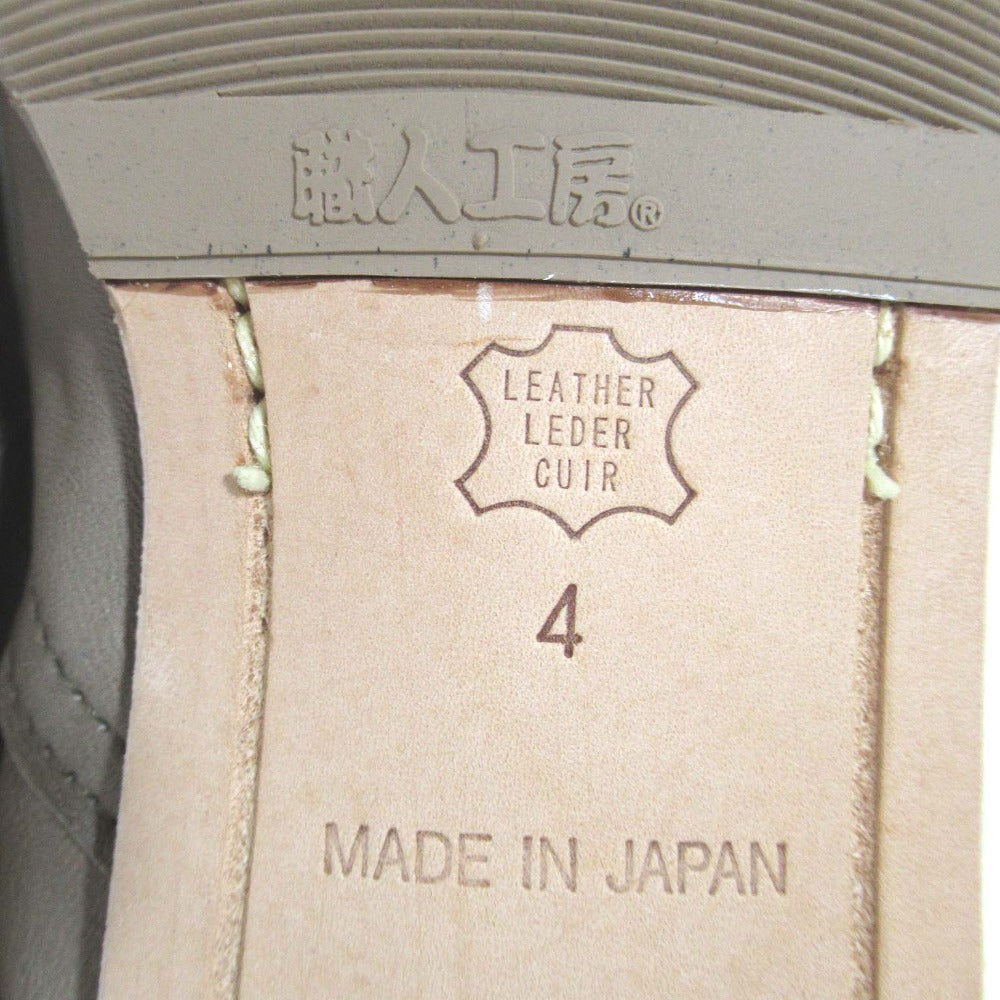 職人工房®
LEATHER
LEDER
CUIR
4
MADE IN JAPAN